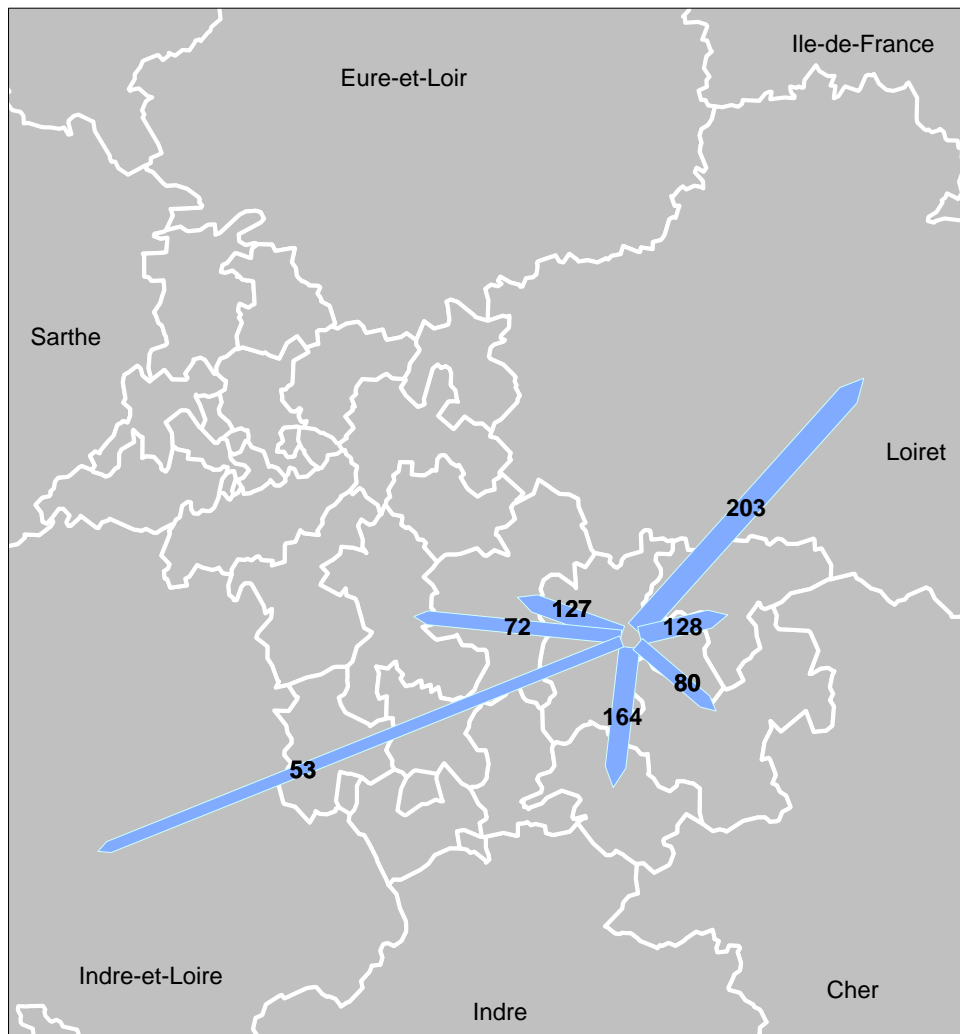 Ile-de-France
Eure-et-Loir
Sarthe
Loiret
203
127
72
128
80
164
53
Indre-et-Loire
Cher
Indre